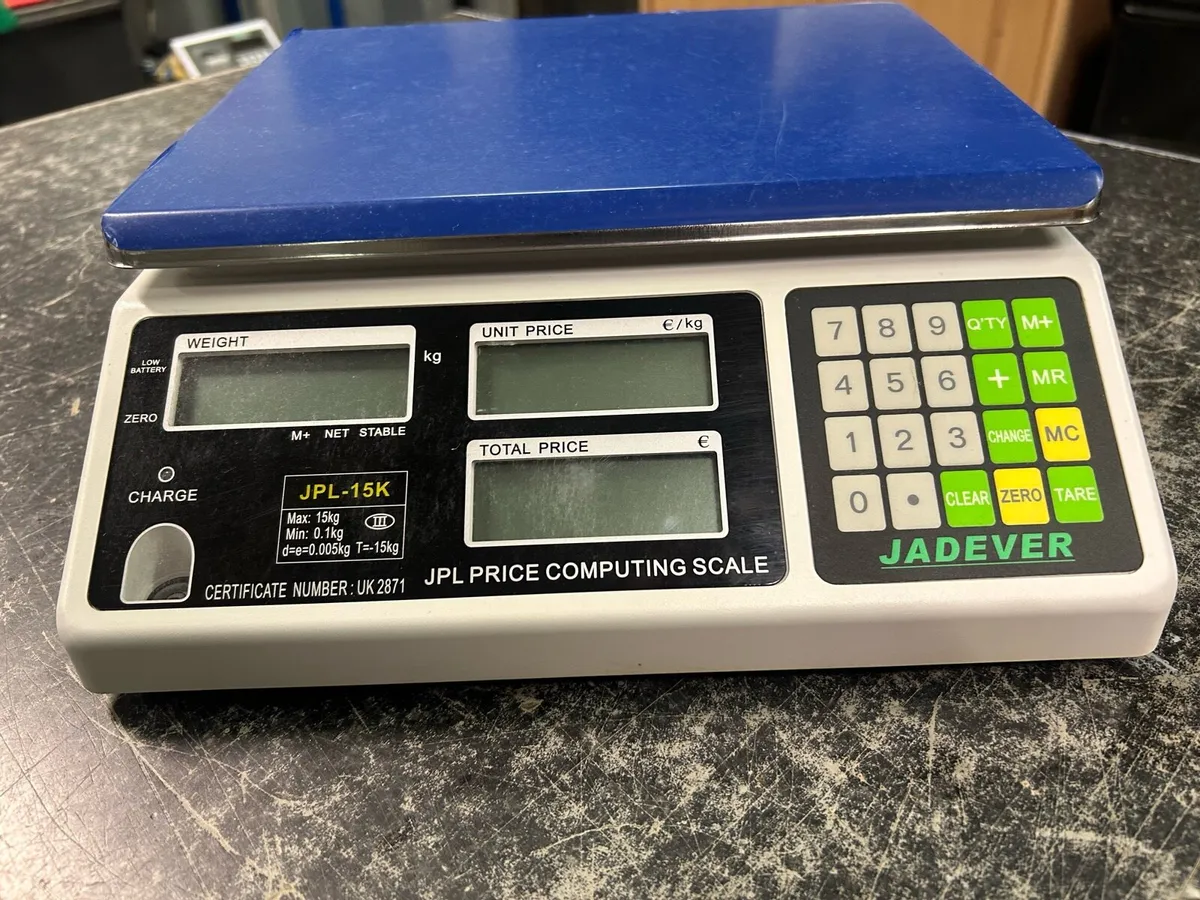 WEIGHT
kg
LOW
BATTERY
ZERO
M+ NET STABLE
CHARGE
JPL-15K
Max: 15kg
III
Min: 0.1kg
d=e=0.005kg T=-15kg
CERTIFICATE NUMBER: UK 2871
UNIT PRICE €/kg
TOTAL PRICE €
JPL PRICE COMPUTING SCALE
7 8 9 Q'TY M+
4 5 6 + MR
1 2 3 CHANGE MC
0 • CLEAR ZERO TARE
JADEVER